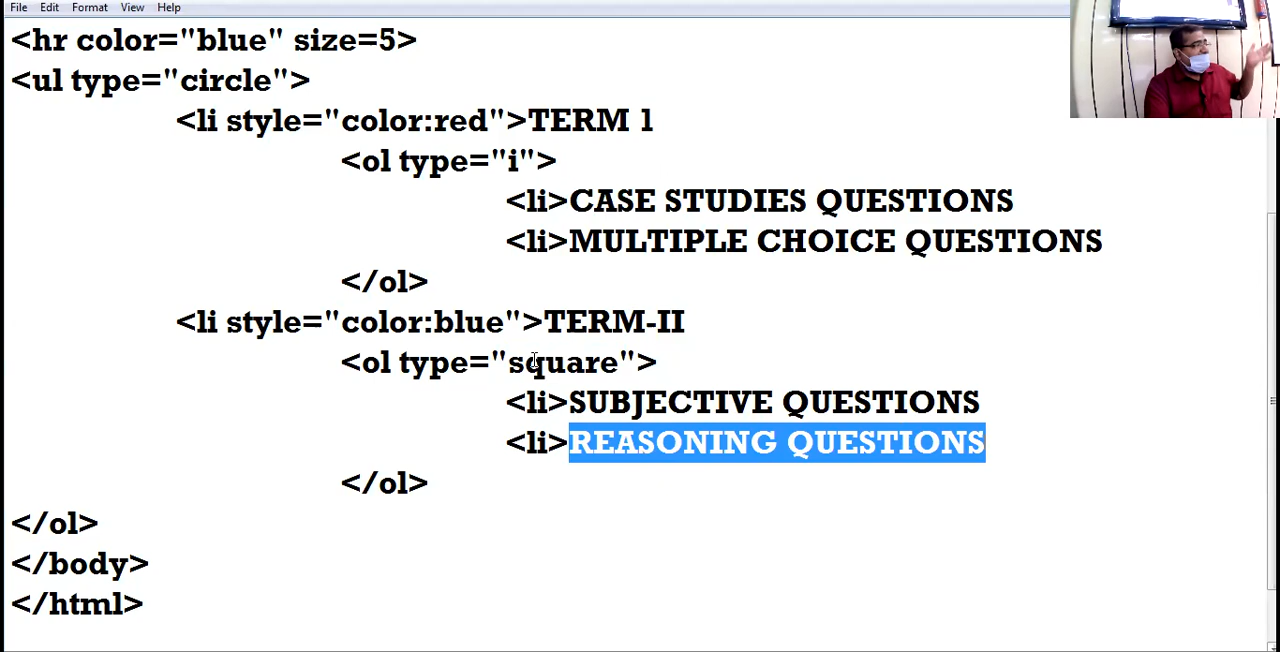 File Edit Format View Help
<hr color="blue" size=5>
<ul type="circle">
<li style="color:red">TERM 1
<ol type="i">
<li>CASE STUDIES QUESTIONS
<li>MULTIPLE CHOICE QUESTIONS
</ol>
<li style="color:blue">TERM-II
<ol type="square">
<li>SUBJECTIVE QUESTIONS
<li>REASONING QUESTIONS
</ol>
</ol>
</body>
</html>